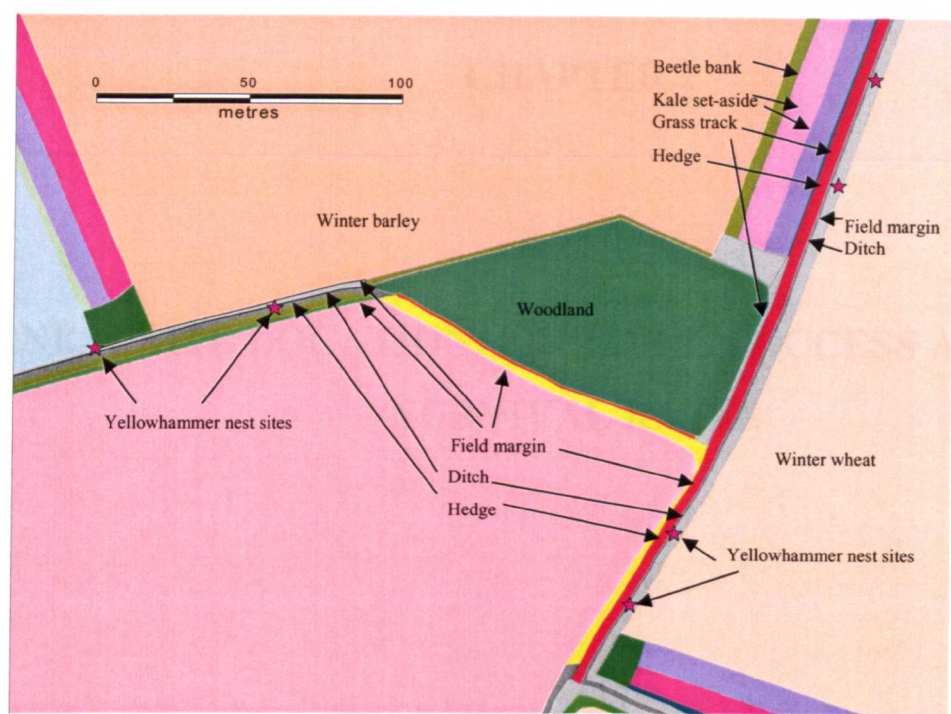 0 50 100
metres
Beetle bank
Kale set-aside
Grass track
Hedge
Winter barley
Field margin
Ditch
Woodland
Yellowhammer nest sites
Field margin
Ditch
Hedge
Winter wheat
Yellowhammer nest sites